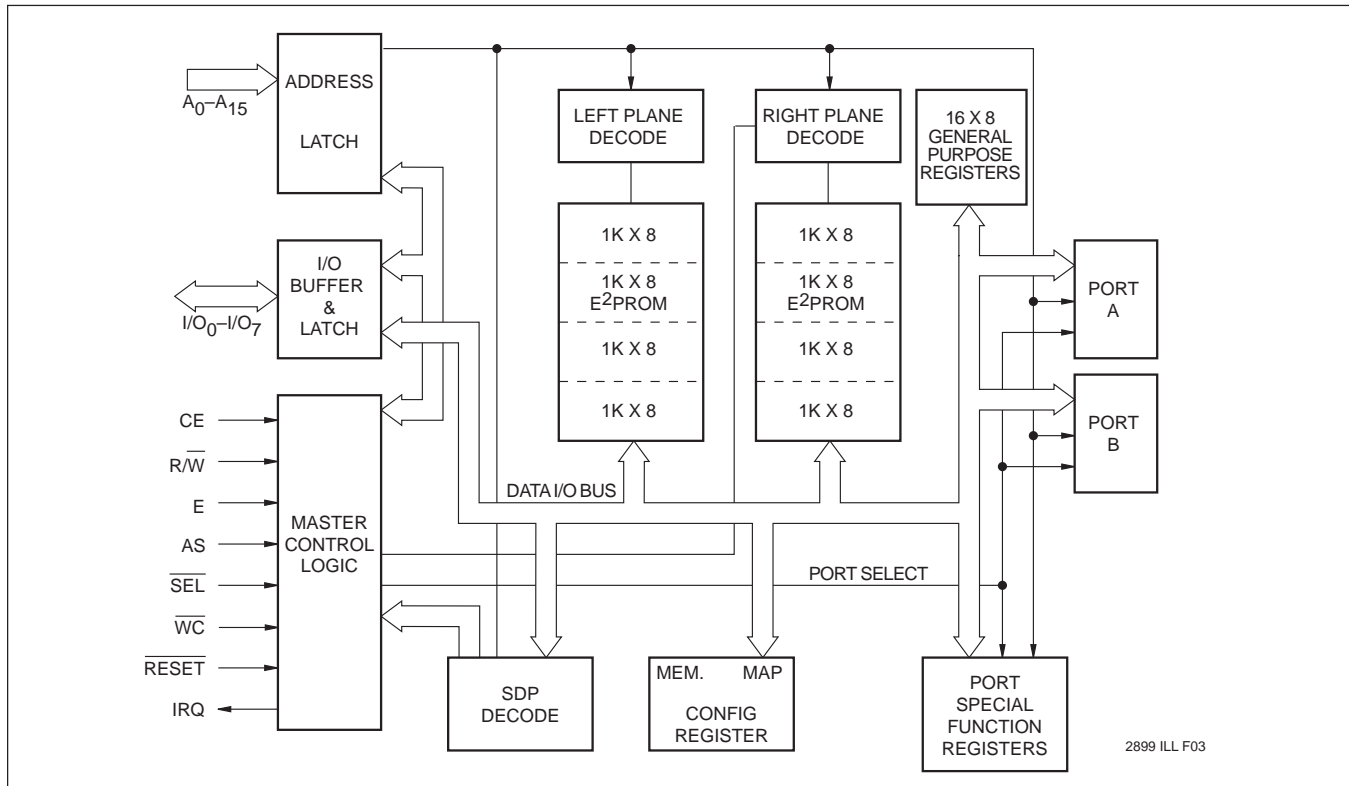 ADDRESS
LATCH
A0–A15
LEFT PLANE
DECODE
RIGHT PLANE
DECODE
16 X 8
GENERAL
PURPOSE
REGISTERS
1K X 8
1K X 8
E2PROM
1K X 8
1K X 8
1K X 8
1K X 8
E2PROM
1K X 8
1K X 8
I/O
BUFFER
&
LATCH
I/O0–I/O7
PORT
A
PORT
B
CE
R/W̅
E
AS
S̅E̅L̅
W̅C̅
R̅E̅S̅E̅T̅
IRQ
MASTER
CONTROL
LOGIC
DATA I/O BUS
PORT SELECT
SDP
DECODE
MEM. MAP
CONFIG
REGISTER
PORT
SPECIAL
FUNCTION
REGISTERS
2899 ILL F03